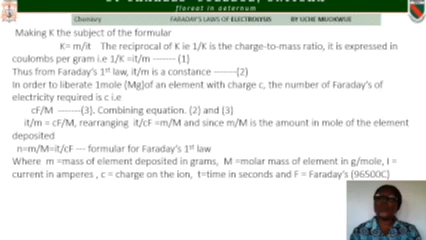 floreat in aeternum
Chemistry FARADAY'S LAWS OF ELECTROLYSIS BY UCHE
Making K the subject of the formular
K= m/it The reciprocal of K ie 1/K is the charge-to-mass ratio, it is expressed in
coulombs per gram i.e 1/K =it/m -------- (1)
Thus from Faraday's 1st law, it/m is a constant -------(2)
In order to liberate 1mole (Mg)of an element with charge c, the number of Faraday's of
electricity required is c i.e
cF/M -------(3). Combining equation. (2) and (3)
it/m = cF/M, rearranging it/cF =m/M and since m/M is the amount in mole of the element
deposited
n=m/M=it/cF --- formular for Faraday's 1st law
Where m =mass of element deposited in grams, M =molar mass of element in g/mole, I =
current in amperes , c = charge on the ion, t=time in seconds and F = Faraday's (96500C)